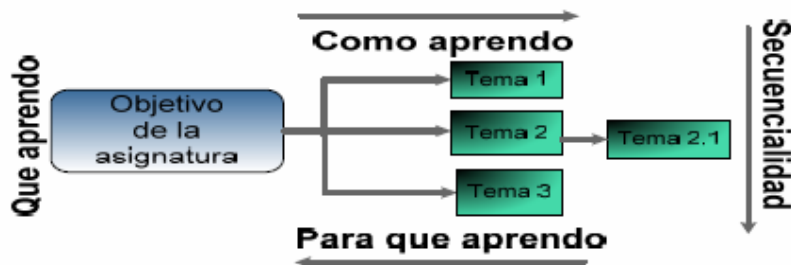 Como aprendo
Que aprendo
Objetivo
de la
asignatura
Tema 1
Tema 2
Tema 2.1
Tema 3
Para que aprendo
Secuencialidad